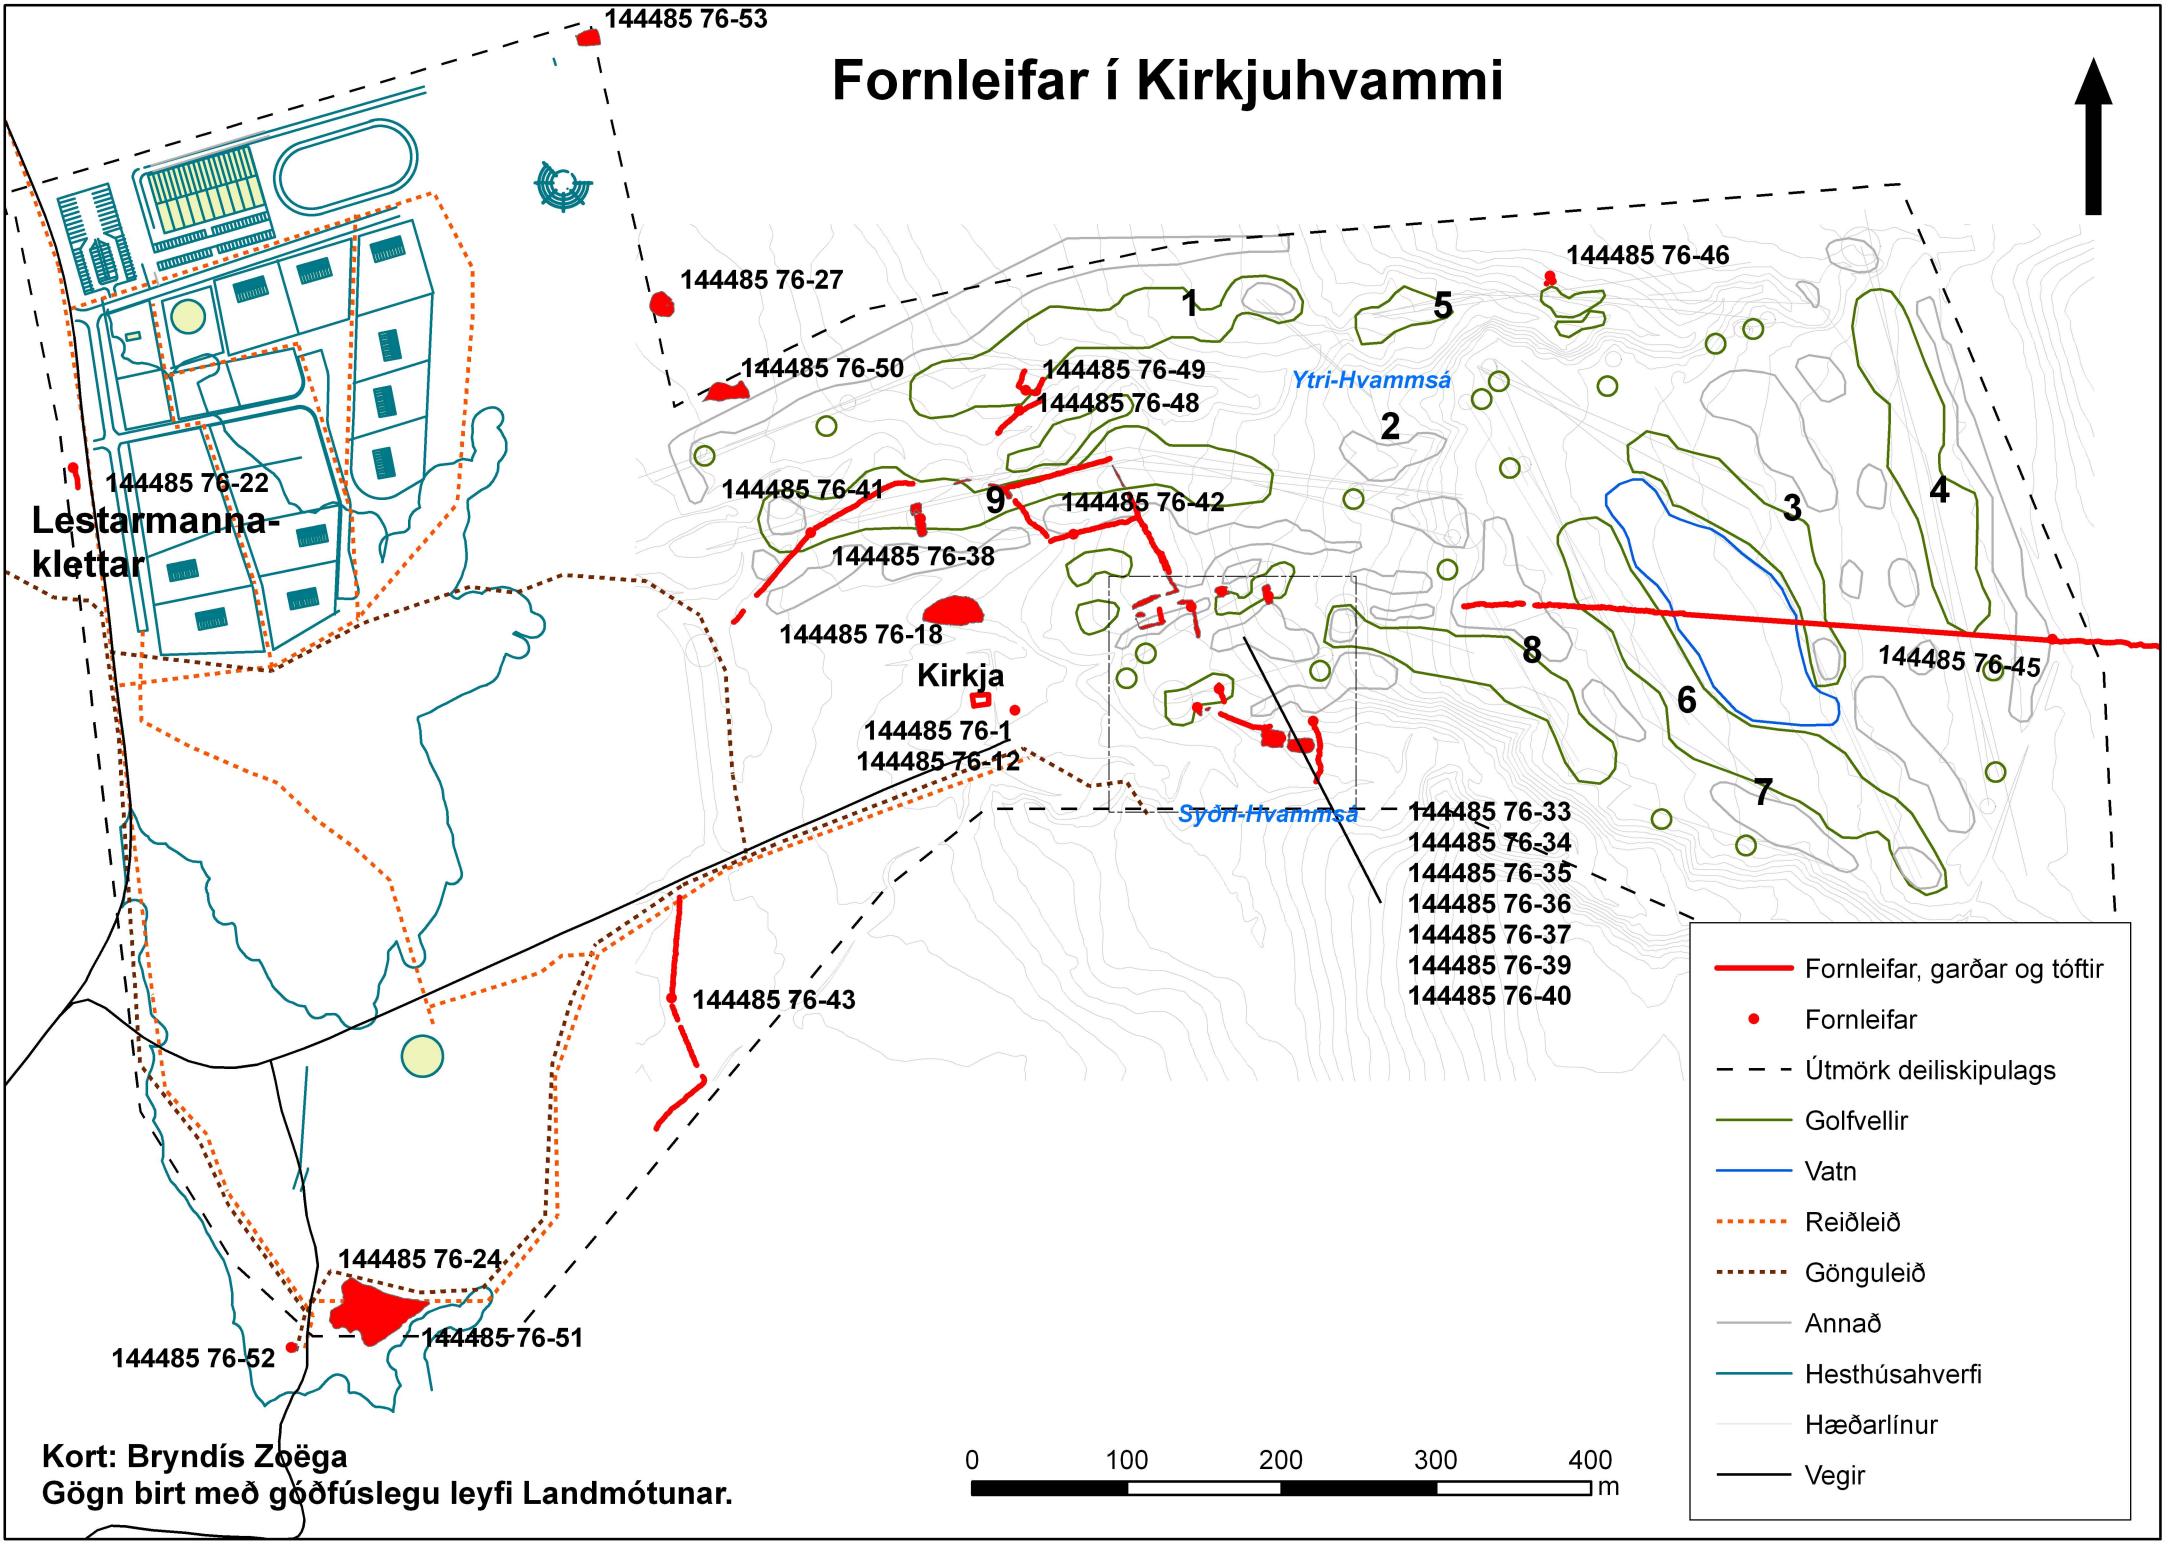 144485 76-53
Fornleifar í Kirkjuhvammi
144485 76-46
144485 76-27
1
5
144485 76-50
144485 76-49
Ytri-Hvammsá
144485 76-48
2
144485 76-22
144485 76-41
9
144485 76-42
3
4
Lestarmanna-
klettar
144485 76-38
144485 76-18
8
144485 76-45
Kirkja
6
144485 76-1
144485 76-12
7
Syðri-Hvammsá
144485 76-33
144485 76-34
144485 76-35
144485 76-36
144485 76-37
144485 76-39
144485 76-40
144485 76-43
Fornleifar, garðar og tóftir
Fornleifar
Útmörk deiliskipulags
Golfvellir
Vatn
Reiðleið
Gönguleið
Annað
Hesthúsahverfi
Hæðarlínur
Vegir
144485 76-24
144485 76-51
144485 76-52
Kort: Bryndís Zoëga
Gögn birt með góðfúslegu leyfi Landmótunar.
0 100 200 300 400
m